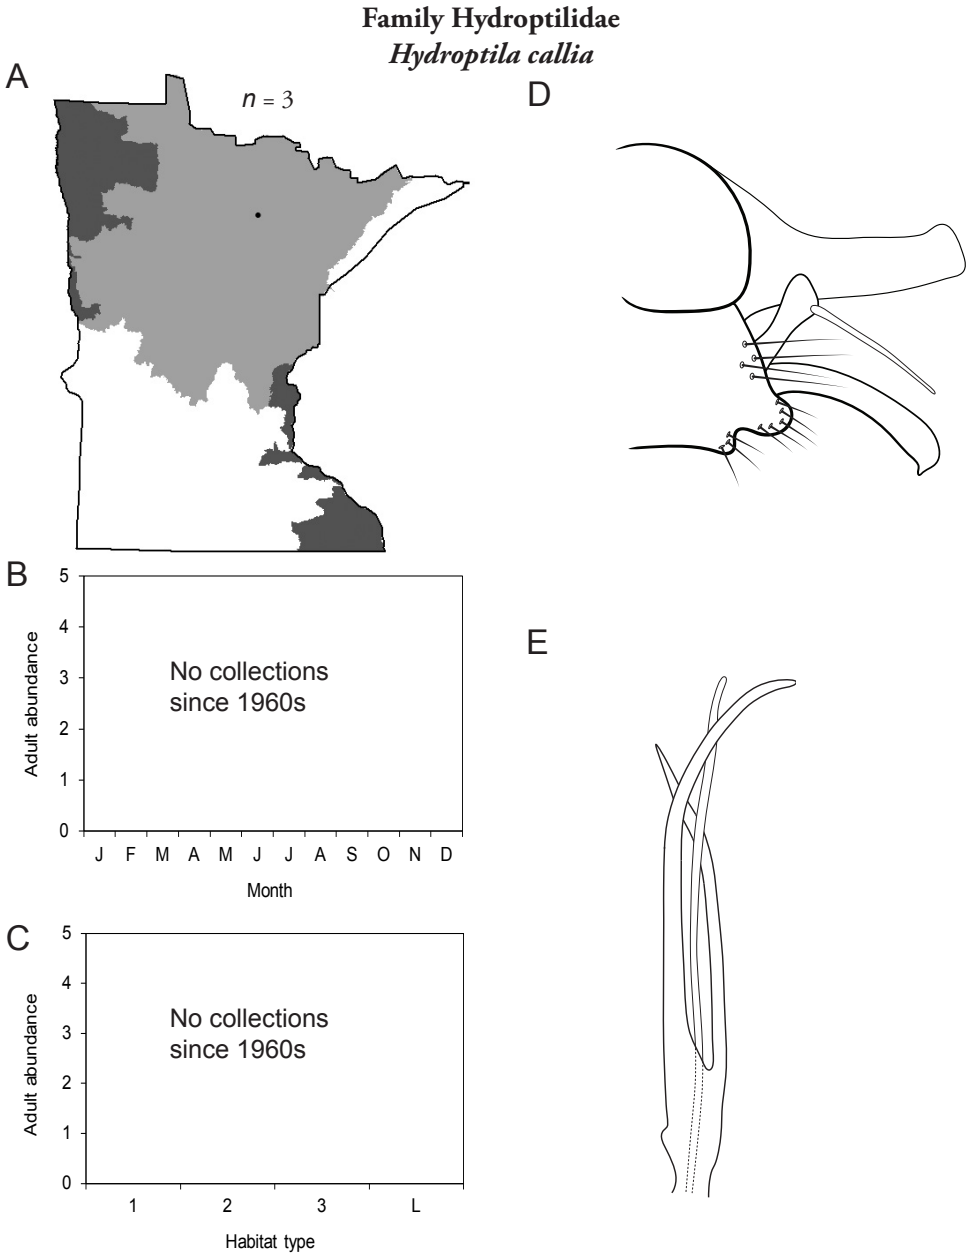 Family Hydroptilidae
Hydroptila callia
A
n = 3
D
B
5
4
3
2
1
0
Adult abundance
No collections
since 1960s
J F M A M J J A S O N D
Month
E
C
5
4
3
2
1
0
Adult abundance
No collections
since 1960s
1 2 3 L
Habitat type